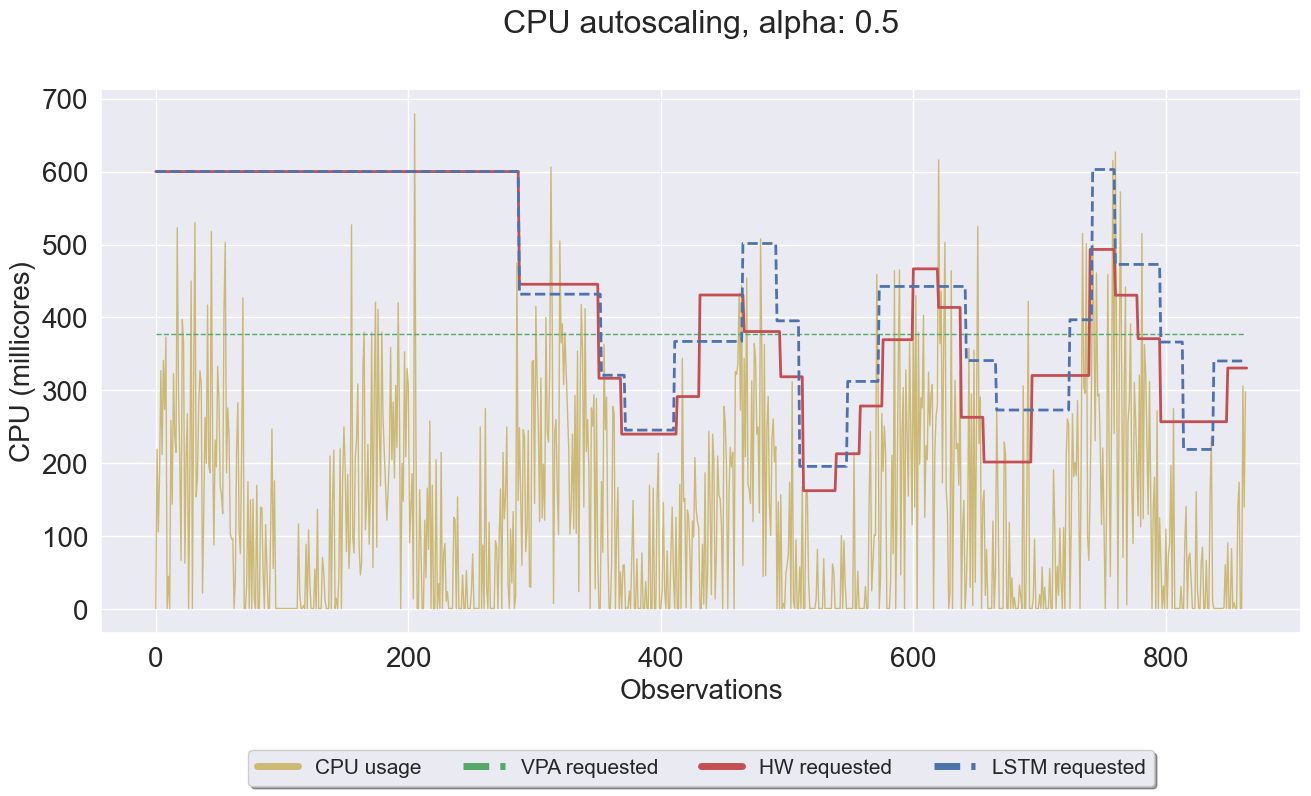 CPU autoscaling, alpha: 0.5
700
600
500
400
300
200
100
0
CPU (millicores)
0 200 400 600 800
Observations
CPU usage VPA requested HW requested LSTM requested